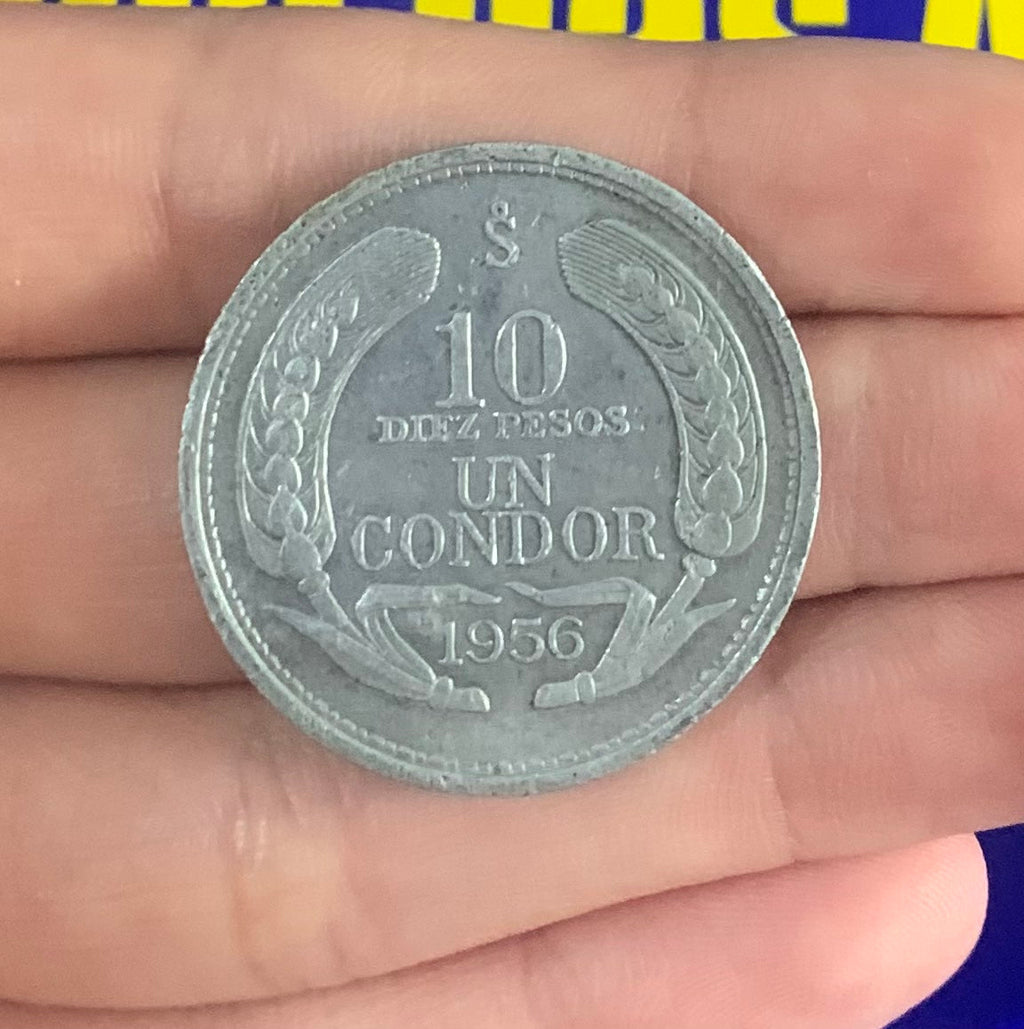 S
10
DIEZ PESOS
UN
CONDOR
1956